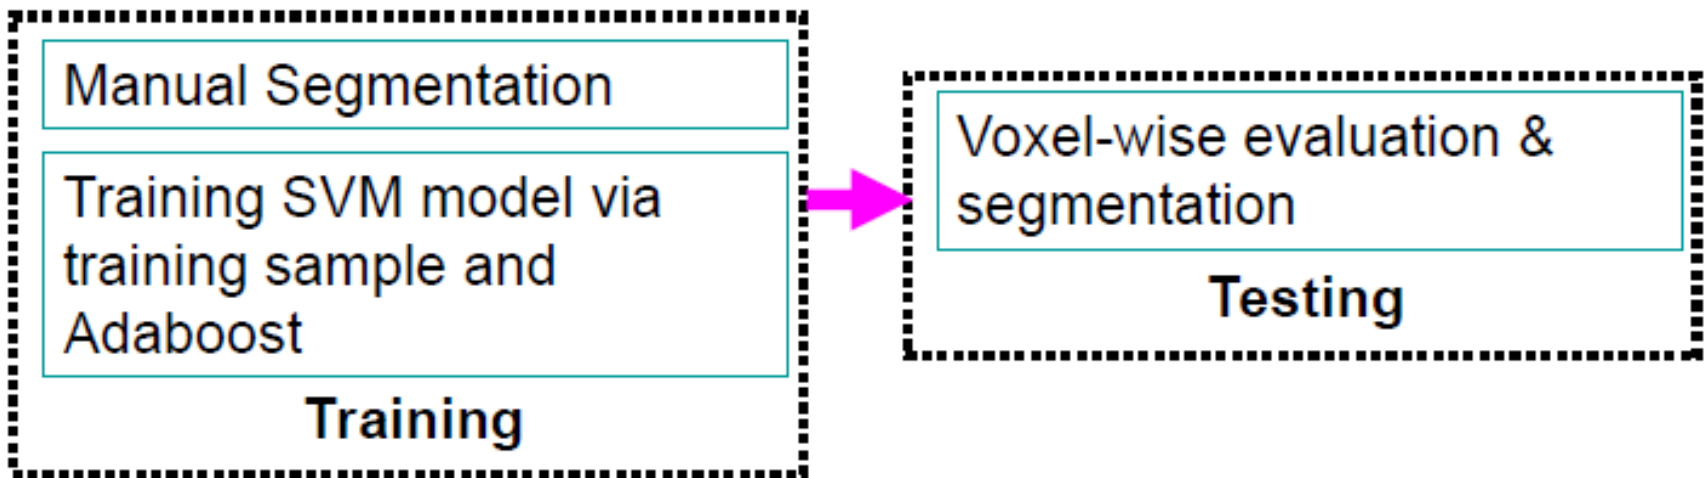 Manual Segmentation
Training SVM model via
training sample and
Adaboost
Training
Voxel-wise evaluation &
segmentation
Testing